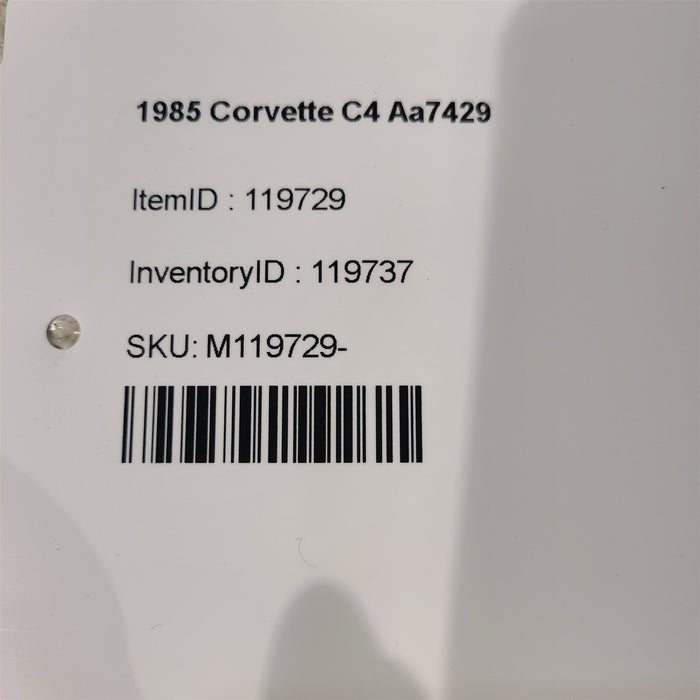 1985 Corvette C4 Aa7429
ItemID : 119729
InventoryID : 119737
SKU: M119729-